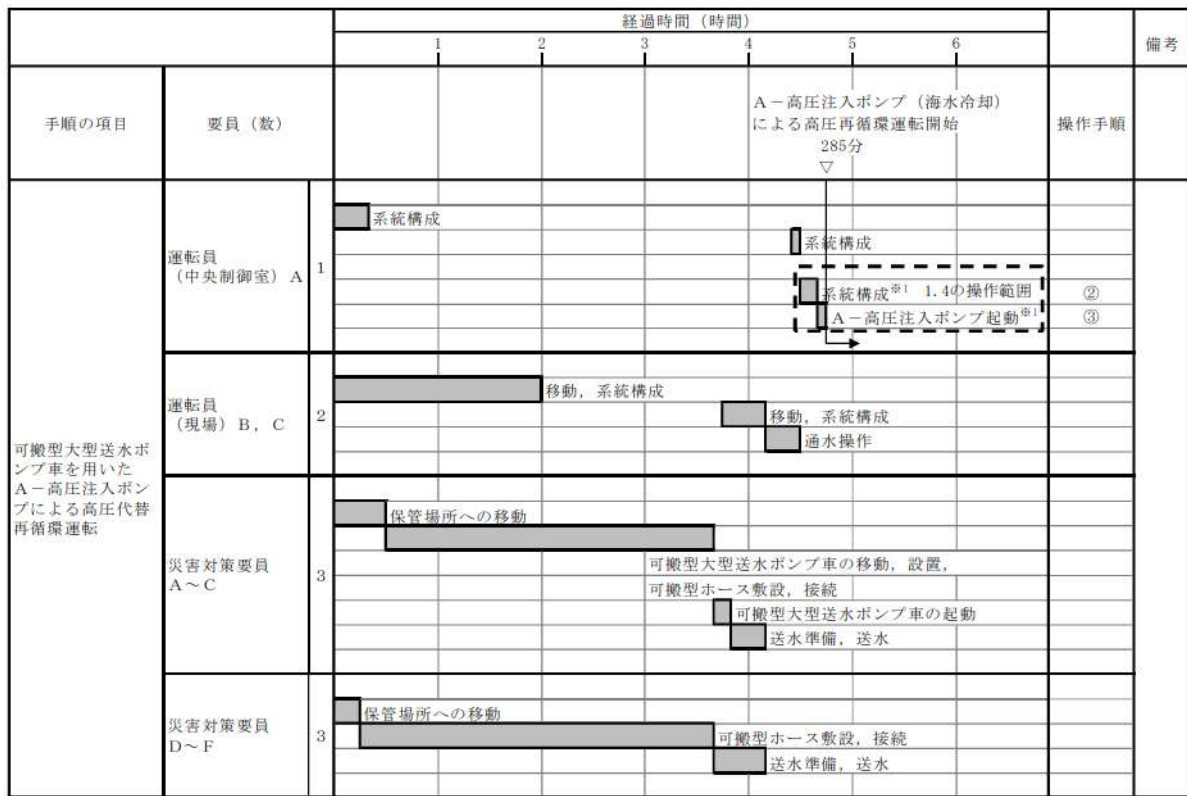 経過時間（時間）
備考
1 2 3 4 5 6
手順の項目
要員（数）
A－高圧注入ポンプ（海水冷却）
による高圧再循環運転開始
285分
▽
操作手順
可搬型大型送水ポ
ンプ車を用いた
A－高圧注入ポン
プによる高圧代替
再循環運転
運転員
（中央制御室）A
1
系統構成
系統構成
系統構成※1 1.4の操作範囲
②
A－高圧注入ポンプ起動※1
③
運転員
（現場）B，C
2
移動，系統構成
移動，系統構成
通水操作
災害対策要員
A～C
3
保管場所への移動
可搬型大型送水ポンプ車の移動，設置，
可搬型ホース敷設，接続
可搬型大型送水ポンプ車の起動
送水準備，送水
災害対策要員
D～F
3
保管場所への移動
可搬型ホース敷設，接続
送水準備，送水